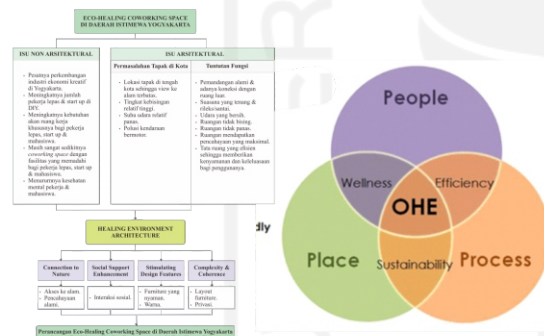 ECO-HEALING COWORKING SPACE
DI DAERAH ISTIMEWA YOGYAKARTA
ISU NON ARSITEKTURAL
- Pesatnya perkembangan
industri ekonomi kreatif
di Yogyakarta.
- Meningkatnya jumlah
pekerja lepas & start up di
DIY.
- Meningkatnya kebutuhan
akan ruang kerja
khususnya bagi pekerja
lepas, start up &
mahasiswa.
- Masih sangat sedikitnya
coworking space dengan
fasilitas yang memadahi
bagi pekerja lepas, start up
& mahasiswa.
- Menurunnya kesehatan
mental pekerja &
mahasiswa.
ISU ARSITEKTURAL
Permasalahan Tapak di Kota
- Lokasi tapak di tengah
kota sehingga view ke
alam terbatas.
- Tingkat kebisingan
relatif tinggi.
- Suhu udara relatif
panas.
- Polusi kendaraan
bermotor.
Tuntutan Fungsi
- Pemandangan alami &
adanya koneksi dengan
ruang luar.
- Suasana yang tenang &
rileks/santai.
- Udara yang bersih.
- Ruangan tidak bising.
- Ruangan tidak panas.
- Ruangan mendapatkan
pencahayaan yang maksimal.
- Tata ruang yang efisien
sehingga memberikan
kenyamanan dan keleluasaan
bagi penggunanya.
HEALING ENVIRONMENT
ARCHITECTURE
Connection to
Nature
- Akses ke alam.
- Pencahayaan
alami.
Social Support
Enhancement
- Interaksi sosial.
Stimulating
Design Features
- Furniture yang
nyaman.
- Warna.
Complexity &
Coherence
- Layout
furniture.
- Privasi.
Perancangan Eco-Healing Coworking Space di Daerah Istimewa Yogyakarta
dly
People
Wellness
Efficiency
OHE
Place
Sustainability
Process